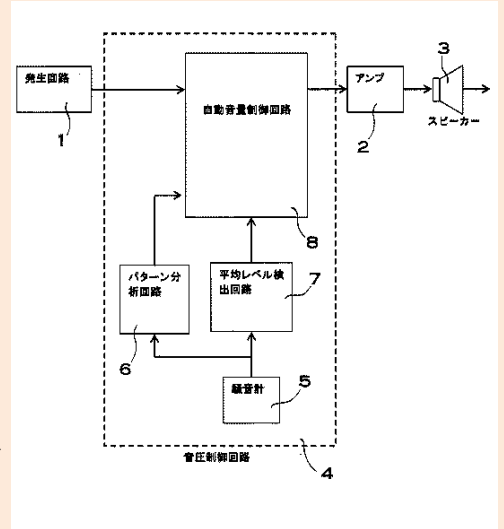 発生回路
1
自動音量制御回路
8
アンプ
2
3
スピーカー
パターン分
析回路
6
平均レベル検
出回路
7
騒音計
5
音圧制御回路
4